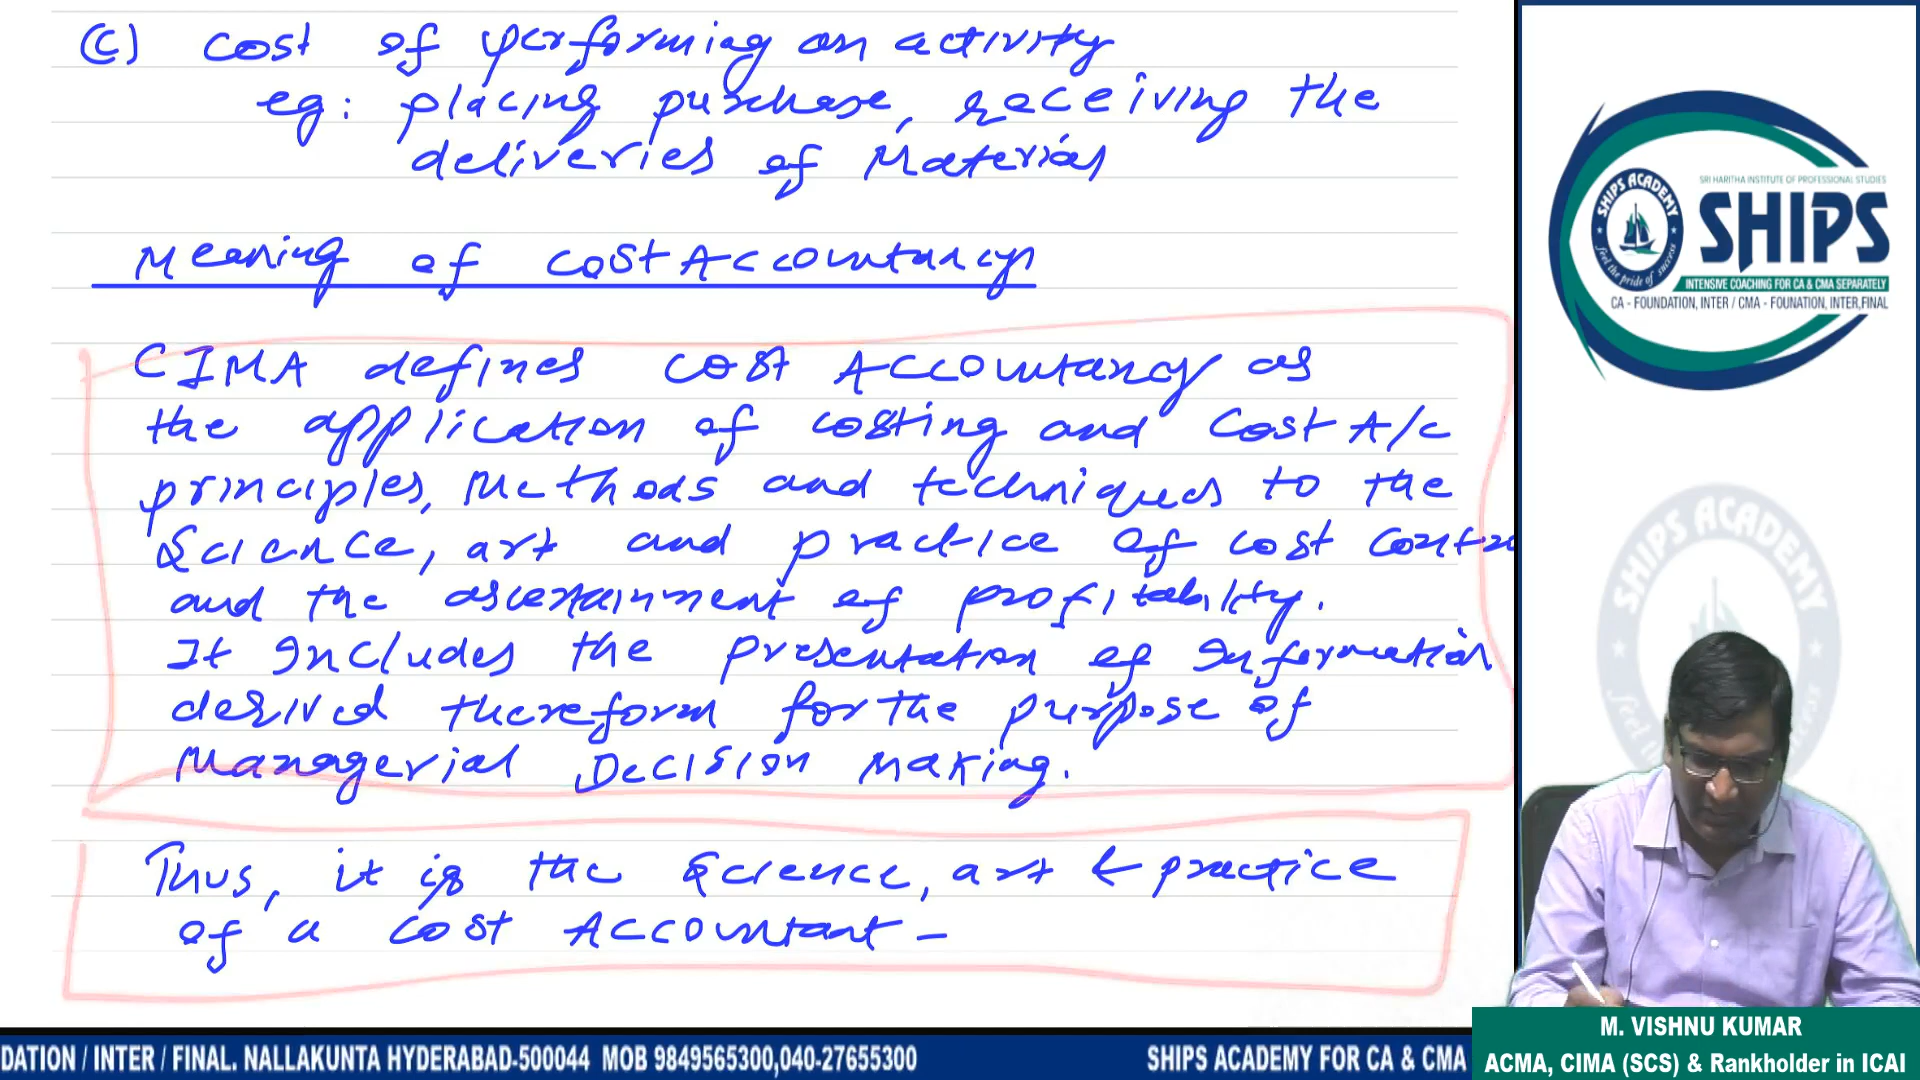 (C) Cost of performing an activity
eg: placing purchase, receiving the
deliveries of Material
Meaning of Cost Accountancy
CIMA defines Cost Accountancy as
the application of costing and Cost A/c
principles, Methods and techniques to the
Science, art and practice of cost contr
and the ascertainment of profitability.
It Includes the presentation of Information
derived thereform for the purpose of
Managerial Decision Making.
Thus, it is the Science, art & practice
of a Cost Accountant -
SRI HARITHA INSTITUTE OF PROFESSIONAL STUDIES
SHIPS ACADEMY
feel the pride of success
SHIPS
INTENSIVE COACHING FOR CA & CMA SEPARATELY
CA - FOUNDATION, INTER / CMA - FOUNATION, INTER,FINAL
SHIPS ACADEMY
feel
M. VISHNU KUMAR
ACMA, CIMA (SCS) & Rankholder in ICAI
DATION / INTER / FINAL. NALLAKUNTA HYDERABAD-500044 MOB 9849565300,040-27655300
SHIPS ACADEMY FOR CA & CMA